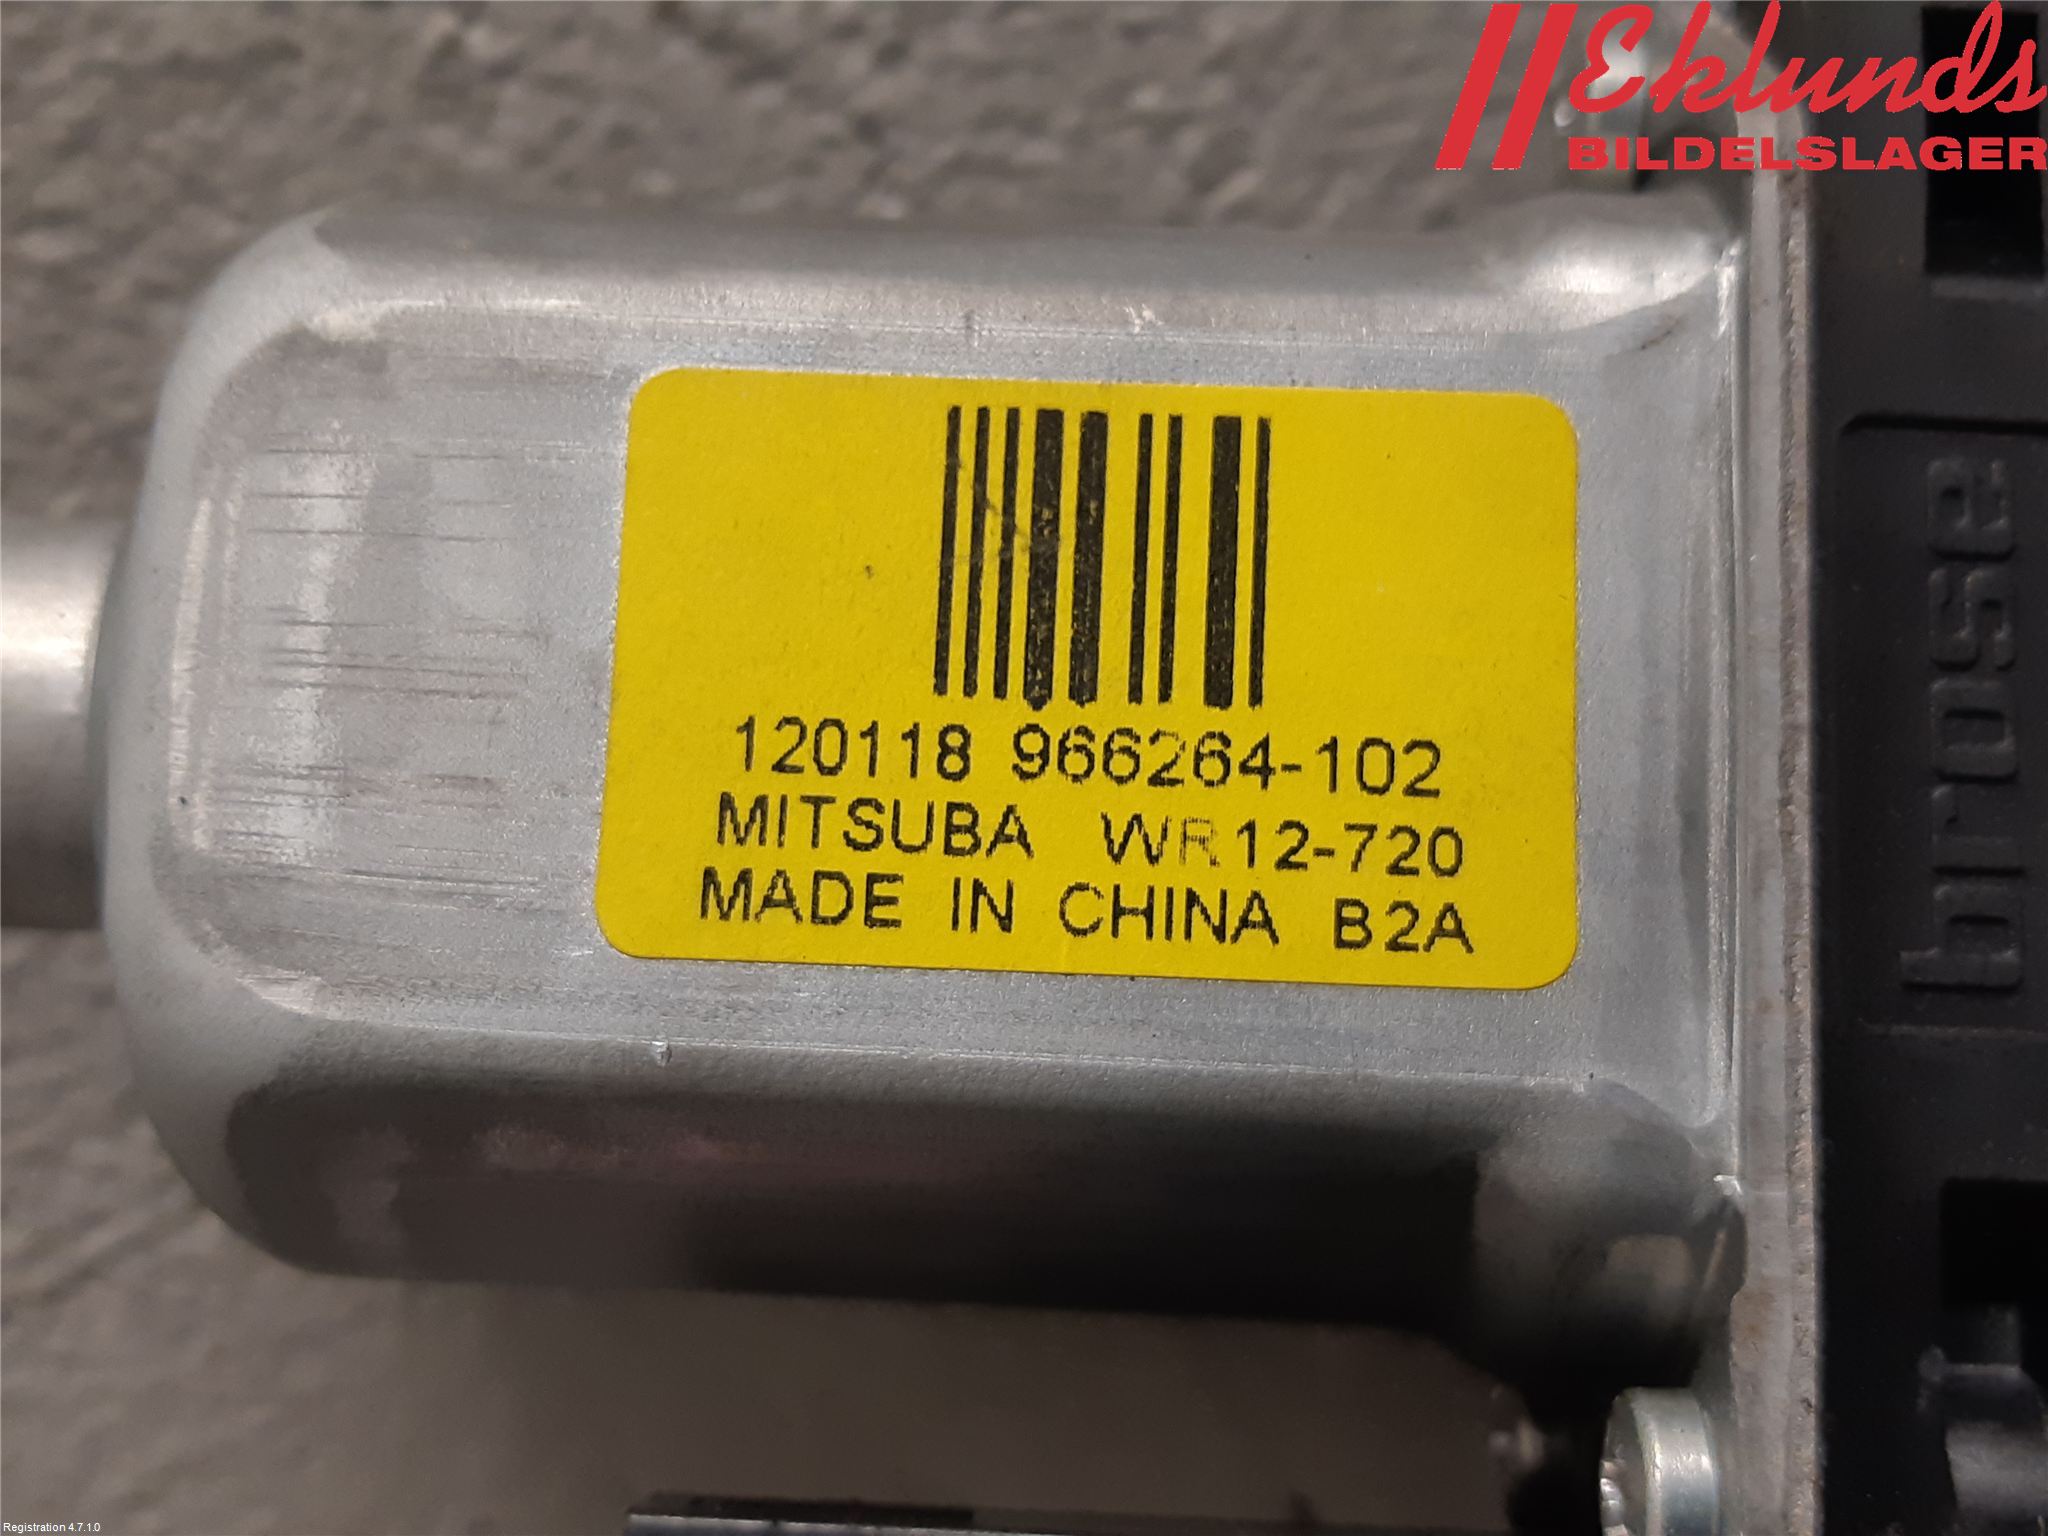 Eklunds
BILDELSLAGER
120118 966264-102
MITSUBA WR12-720
MADE IN CHINA B2A
brose
Registration 4.7.1.0